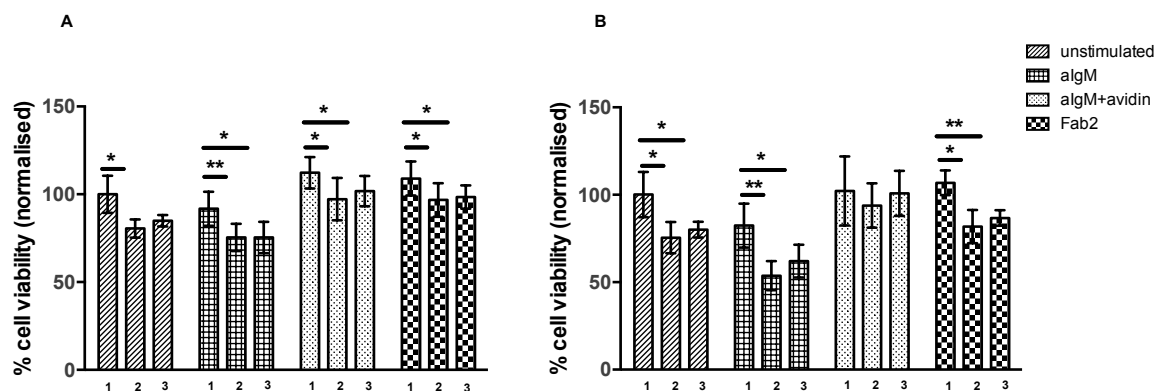 A
% cell viability (normalised)
150
100
50
0
*
*
**
*
*
*
*
1 2 3 1 2 3 1 2 3 1 2 3
B
% cell viability (normalised)
150
100
50
0
*
*
*
**
**
*
1 2 3 1 2 3 1 2 3 1 2 3
unstimulated
aIgM
aIgM+avidin
Fab2